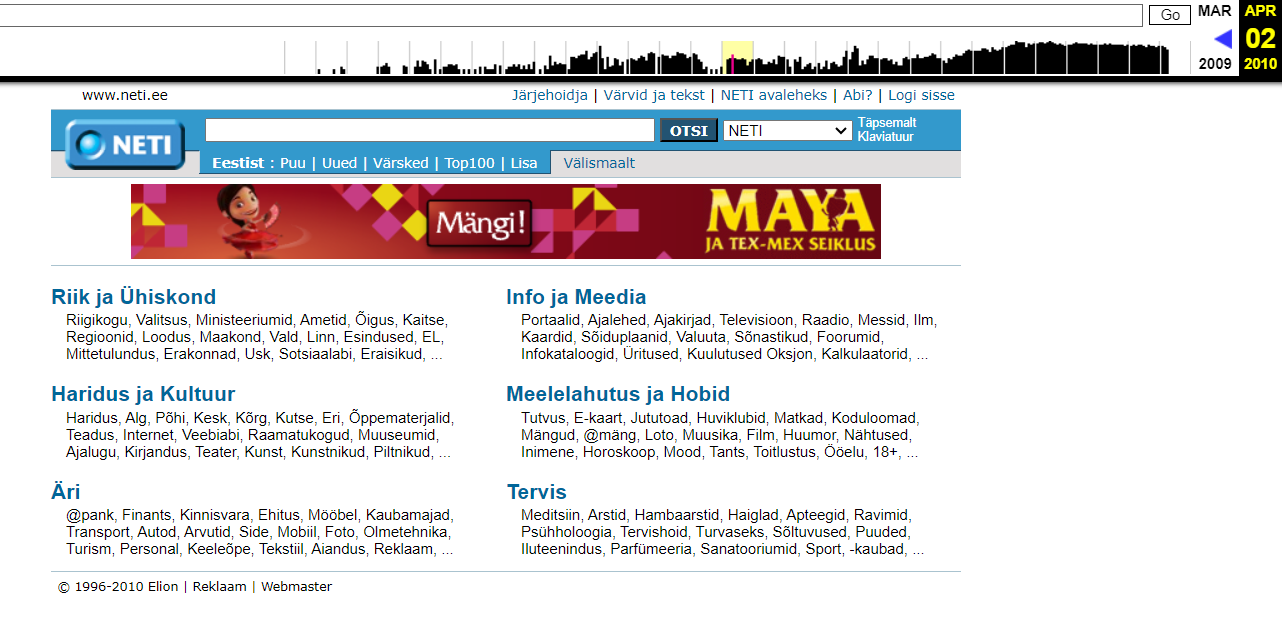 Go MAR APR
02
2009 2010
www.neti.ee Järjehoidja | Värvid ja tekst | NETI avaleheks | Abi? | Logi sisse
NETI OTSI NETI Täpsemalt
Klaviatuur
Eestist : Puu | Uued | Värsked | Top100 | Lisa Välismaalt
Mängi! MAYA
JA TEX-MEX SEIKLUS
Riik ja Ühiskond
Riigikogu, Valitsus, Ministeeriumid, Ametid, Õigus, Kaitse,
Regioonid, Loodus, Maakond, Vald, Linn, Esindused, EL,
Mittetulundus, Erakonnad, Usk, Sotsiaalabi, Eraisikud, ...
Info ja Meedia
Portaalid, Ajalehed, Ajakirjad, Televisioon, Raadio, Messid, Ilm,
Kaardid, Sõiduplaanid, Valuuta, Sõnastikud, Foorumid,
Infokataloogid, Üritused, Kuulutused Oksjon, Kalkulaatorid, ...
Haridus ja Kultuur
Haridus, Alg, Põhi, Kesk, Kõrg, Kutse, Eri, Õppematerjalid,
Teadus, Internet, Veebiabi, Raamatukogud, Muuseumid,
Ajalugu, Kirjandus, Teater, Kunst, Kunstnikud, Piltnikud, ...
Meelelahutus ja Hobid
Tutvus, E-kaart, Jututoad, Huviklubid, Matkad, Koduloomad,
Mängud, @mäng, Loto, Muusika, Film, Huumor, Nähtused,
Inimene, Horoskoop, Mood, Tants, Toitlustus, Ööelu, 18+, ...
Äri
@pank, Finants, Kinnisvara, Ehitus, Mööbel, Kaubamajad,
Transport, Autod, Arvutid, Side, Mobiil, Foto, Olmetehnika,
Turism, Personal, Keeleõpe, Tekstiil, Aiandus, Reklaam, ...
Tervis
Meditsiin, Arstid, Hambaarstid, Haiglad, Apteegid, Ravimid,
Psühholoogia, Tervishoid, Turvaseks, Sõltuvused, Puuded,
Iluteenindus, Parfümeeria, Sanatooriumid, Sport, -kaubad, ...
© 1996-2010 Elion | Reklaam | Webmaster